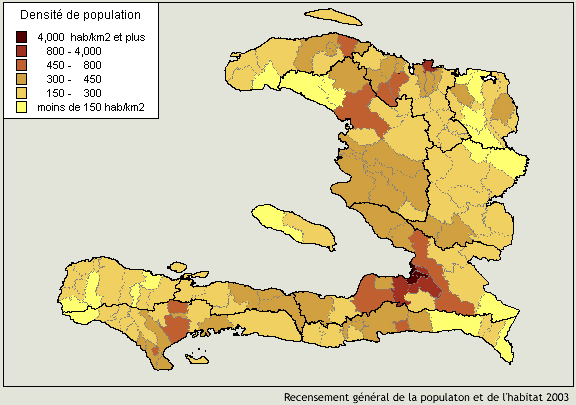 Densité de population
4,000 hab/km2 et plus
800 - 4,000
450 - 800
300 - 450
150 - 300
moins de 150 hab/km2
Recensement général de la populaton et de l'habitat 2003